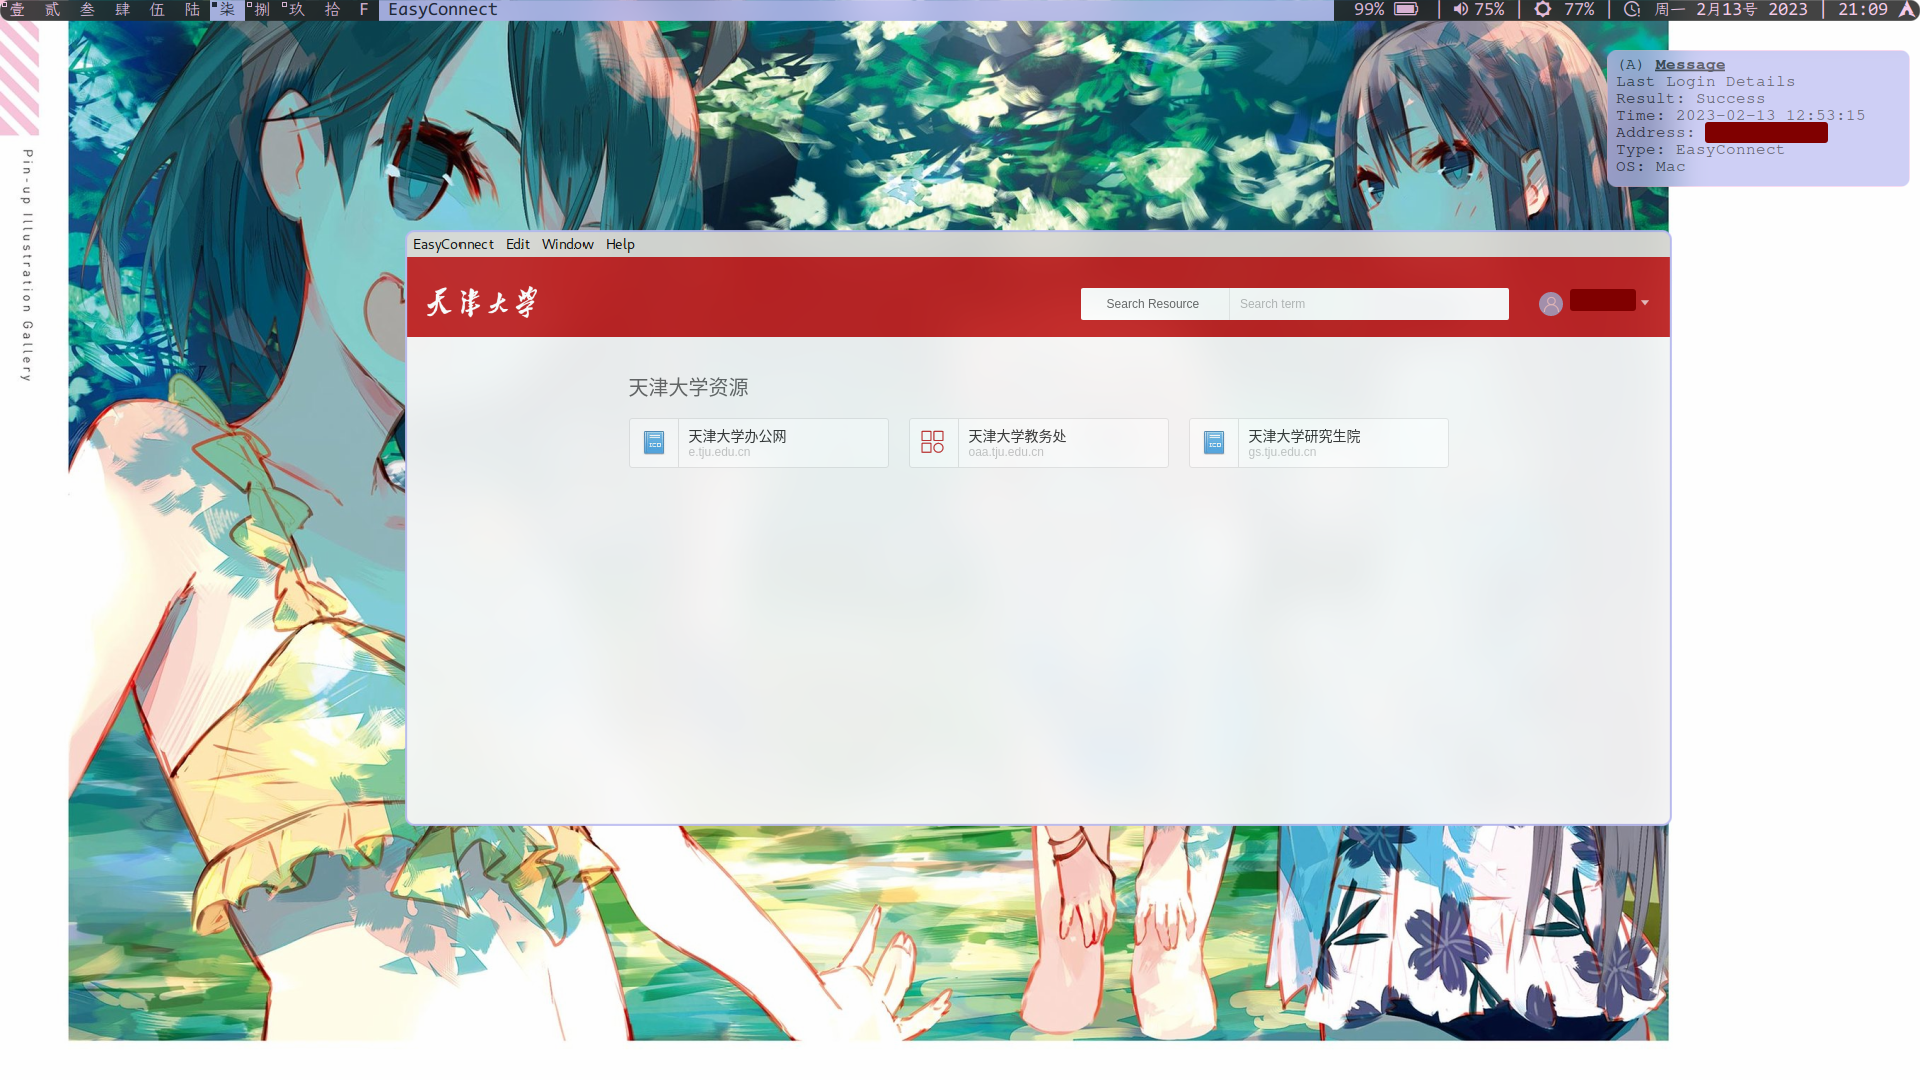 壹 贰 叁 肆 伍 陆 柒 捌 玖 拾 F EasyConnect 99% 75% 77% 周一 2月13号 2023 21:09
Pin-up Illustration Gallery
(A) Message
Last Login Details
Result: Success
Time: 2023-02-13 12:53:15
Address:
Type: EasyConnect
OS: Mac
EasyConnect Edit Window Help
天津大学
Search Resource Search term
天津大学资源
天津大学办公网
e.tju.edu.cn
天津大学教务处
oaa.tju.edu.cn
天津大学研究生院
gs.tju.edu.cn